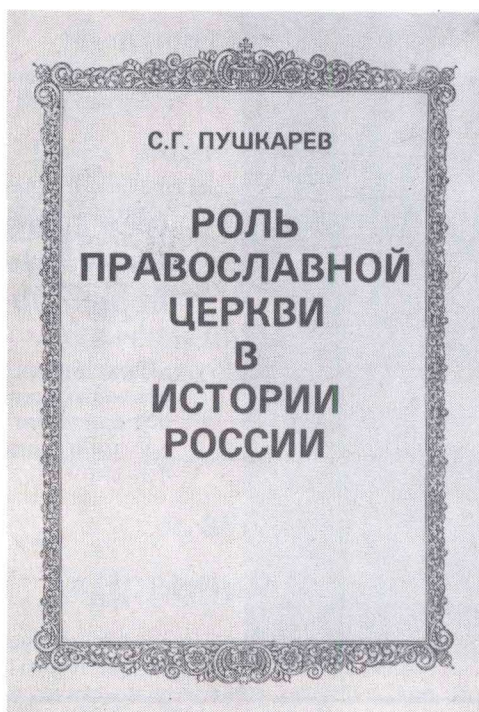 С.Г. ПУШКАРЕВ
РОЛЬ
ПРАВОСЛАВНОЙ
ЦЕРКВИ
В
ИСТОРИИ
РОССИИ